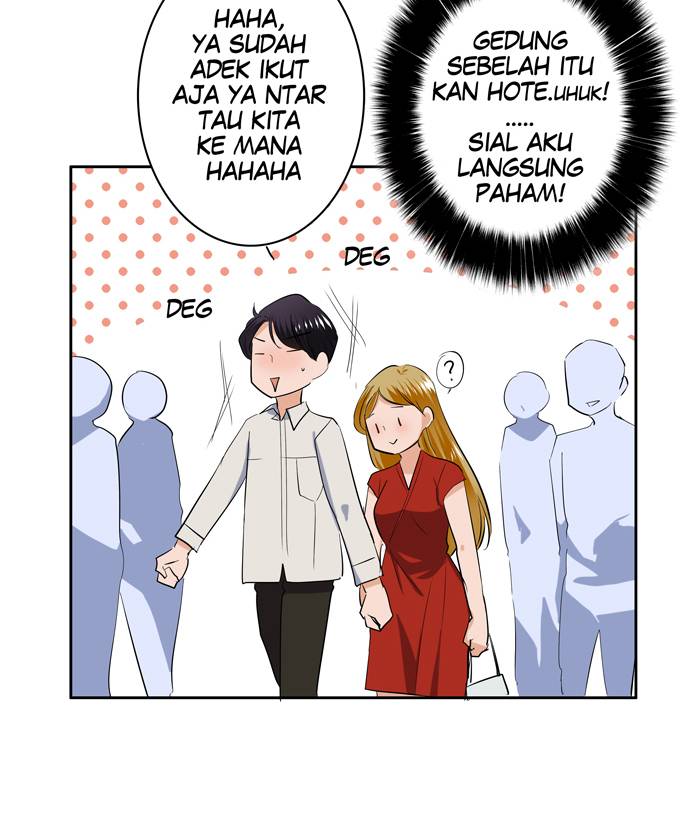 HAHA,
YA SUDAH
ADEK IKUT
AJA YA NTAR
TAU KITA
KE MANA
HAHAHA
GEDUNG
SEBELAH ITU
KAN HOTE.UHUK!
.....
SIAL AKU
LANGSUNG
PAHAM!
DEG
DEG
?